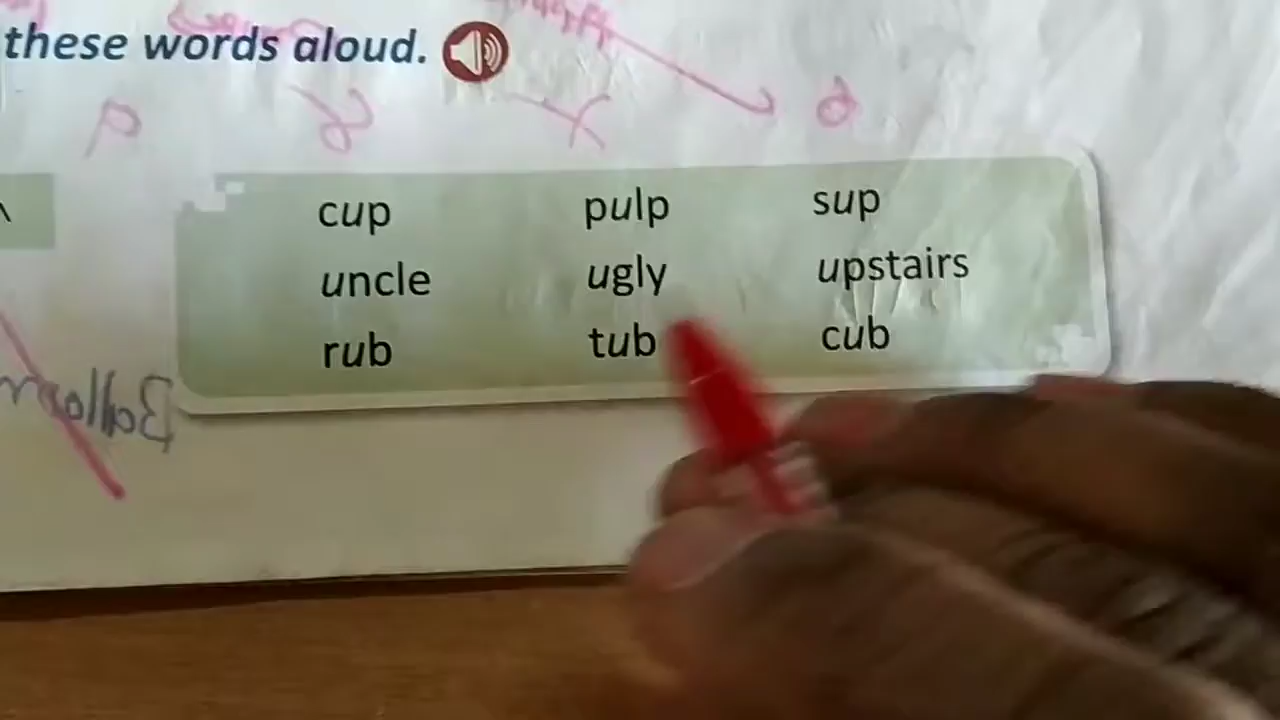 these words aloud.
cup pulp sup
uncle ugly upstairs
rub tub cub